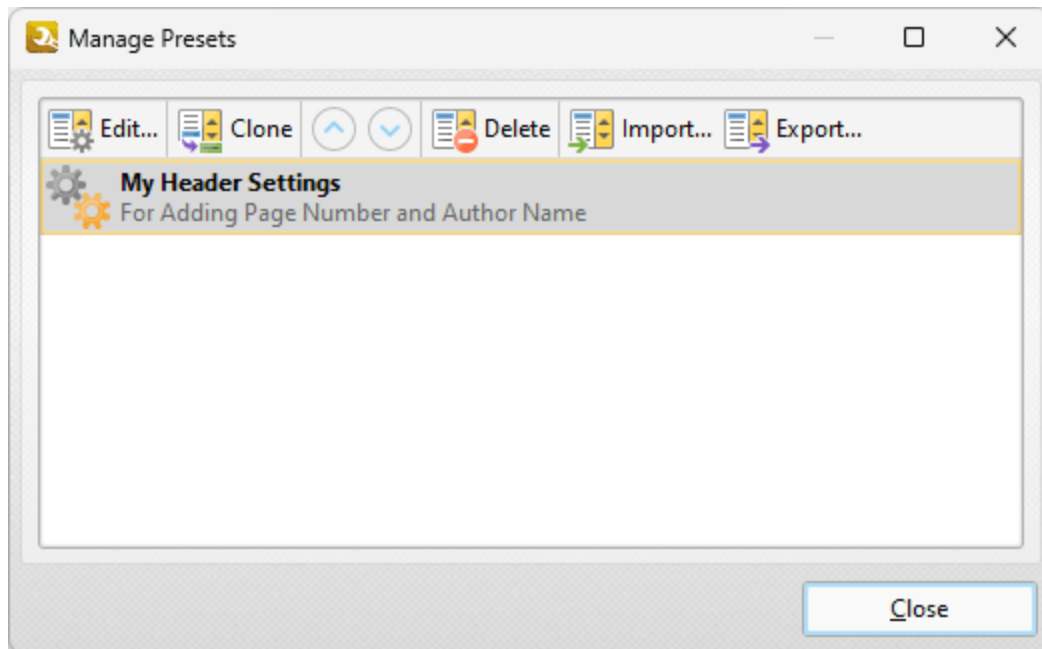 Manage Presets
Edit... Clone Delete Import... Export...
My Header Settings
For Adding Page Number and Author Name
Close